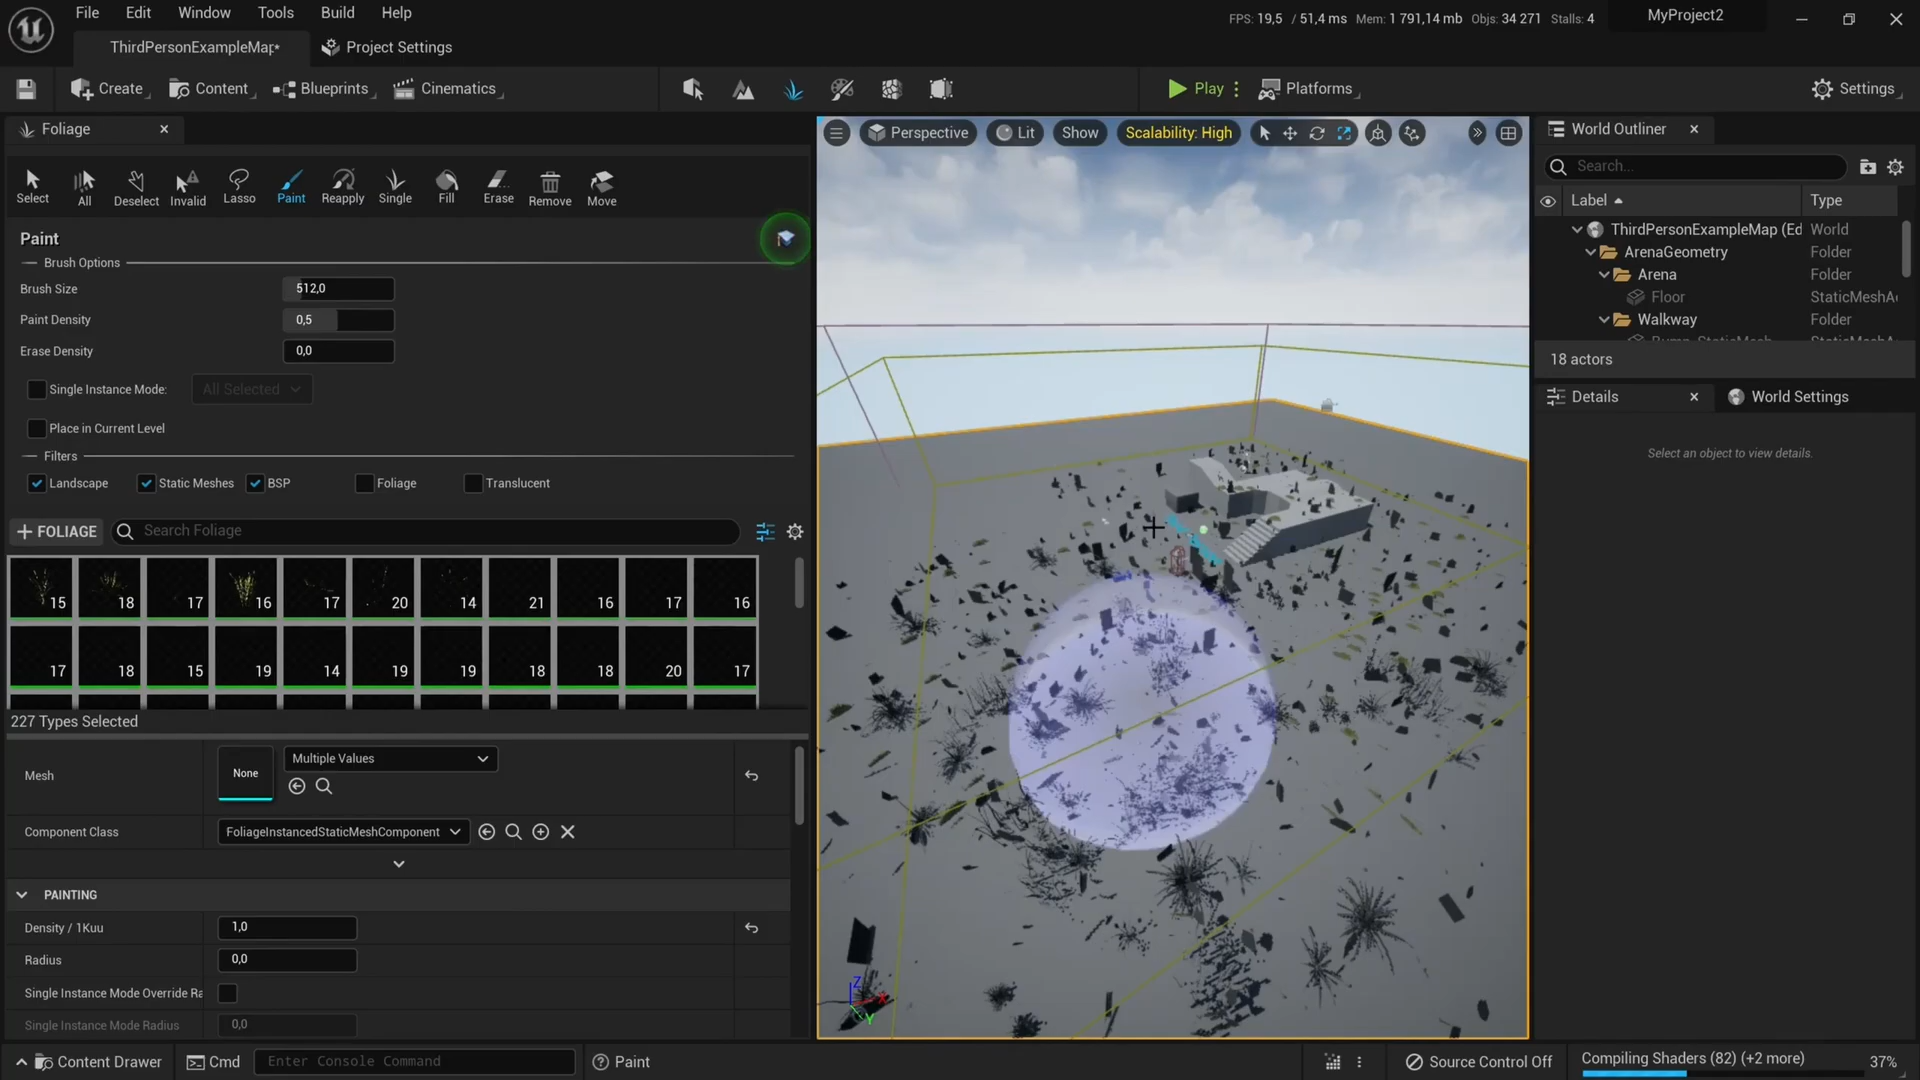 File Edit Window Tools Build Help
FPS: 19,5 / 51,4 ms Mem: 1 791,14 mb Objs: 34 271 Stalls: 4
MyProject2
ThirdPersonExampleMap*
Project Settings
Create
Content
Blueprints
Cinematics
Play
Platforms
Settings
Foliage
Select
All
Deselect
Invalid
Lasso
Paint
Reapply
Single
Fill
Erase
Remove
Move
Paint
Brush Options
Brush Size 512,0
Paint Density 0,5
Erase Density 0,0
Single Instance Mode: All Selected
Place in Current Level
Filters
Landscape Static Meshes BSP Foliage Translucent
+ FOLIAGE Search Foliage
15 18 17 16 17 20 14 21 16 17 16
17 18 15 19 14 19 19 18 18 20 17
227 Types Selected
Mesh None Multiple Values
Component Class FoliageInstancedStaticMeshComponent
PAINTING
Density / 1Kuu 1,0
Radius 0,0
Single Instance Mode Override Ra
Single Instance Mode Radius 0,0
Perspective
Lit
Show
Scalability: High
Z
X
Y
World Outliner
Search...
Label Type
ThirdPersonExampleMap (Ed World
ArenaGeometry Folder
Arena Folder
Floor StaticMeshAc
Walkway Folder
18 actors
Details
World Settings
Select an object to view details.
Content Drawer
Cmd
Enter Console Command
Paint
Source Control Off
Compiling Shaders (82) (+2 more) 37%